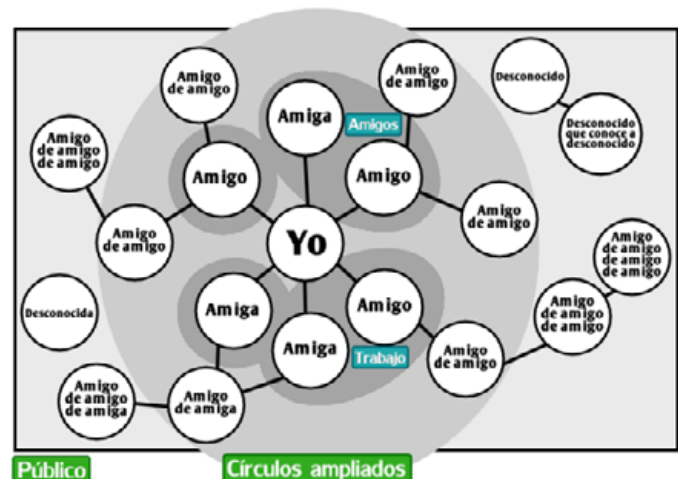 Amigo
de amigo
Amigo
de amigo
Desconocido
Amiga
Amigos
Desconocido
que conoce a
desconocido
Amigo
de amigo
de amigo
Amigo
Amigo
Amigo
de amigo
Amigo
de amigo
Yo
Amigo
de amigo
de amigo
de amigo
Desconocida
Amiga
Amigo
Amigo
de amigo
de amigo
Amiga
Trabajo
Amigo
de amigo
Amigo
de amigo
de amiga
Amigo
de amiga
Público
Círculos ampliados